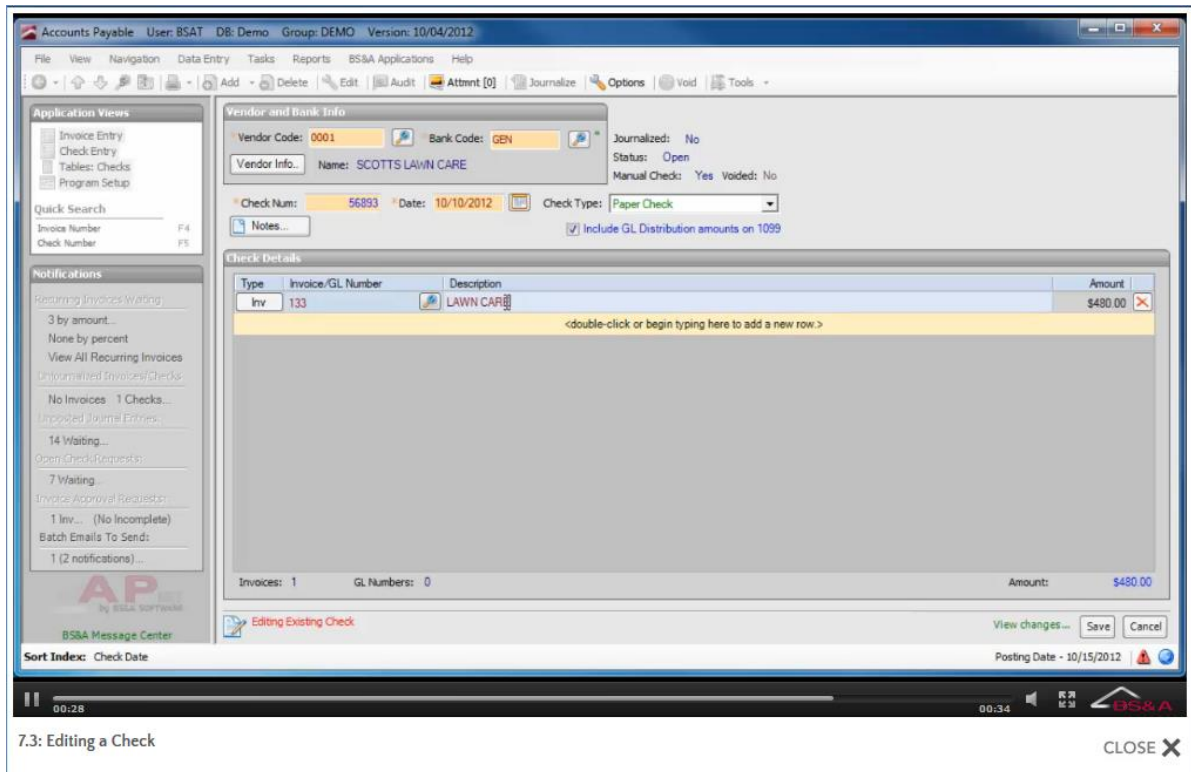 Accounts Payable User: BSAT DB: Demo Group: DEMO Version: 10/04/2012
File View Navigation Data Entry Tasks Reports BS&A Applications Help
Add Delete Edit Audit Attmnt [0] Journalize Options Void Tools
Application Views
Invoice Entry
Check Entry
Tables: Checks
Program Setup
Quick Search
Invoice Number F4
Check Number F5
Notifications
Recurring Invoices Waiting
3 by amount...
None by percent
View All Recurring Invoices
Unjournalized Invoices/Checks
No Invoices 1 Checks...
Unposted Journal Entries:
14 Waiting...
Open Check Requests:
7 Waiting...
Invoice Approval Requests:
1 Inv... (No Incomplete)
Batch Emails To Send:
1 (2 notifications)...
AP
by BS&A SOFTWARE
BS&A Message Center
Vendor and Bank Info
*Vendor Code: 0001 *Bank Code: GEN *
Vendor Info.. Name: SCOTTS LAWN CARE
Journalized: No
Status: Open
Manual Check: Yes Voided: No
*Check Num: 56893 *Date: 10/10/2012 Check Type: Paper Check
Notes... Include GL Distribution amounts on 1099
Check Details
Type Invoice/GL Number Description Amount
Inv 133 LAWN CARE $480.00
<double-click or begin typing here to add a new row.>
Invoices: 1 GL Numbers: 0 Amount: $480.00
Editing Existing Check View changes... Save Cancel
Sort Index: Check Date Posting Date - 10/15/2012
00:28 00:34 BS&A
7.3: Editing a Check CLOSE